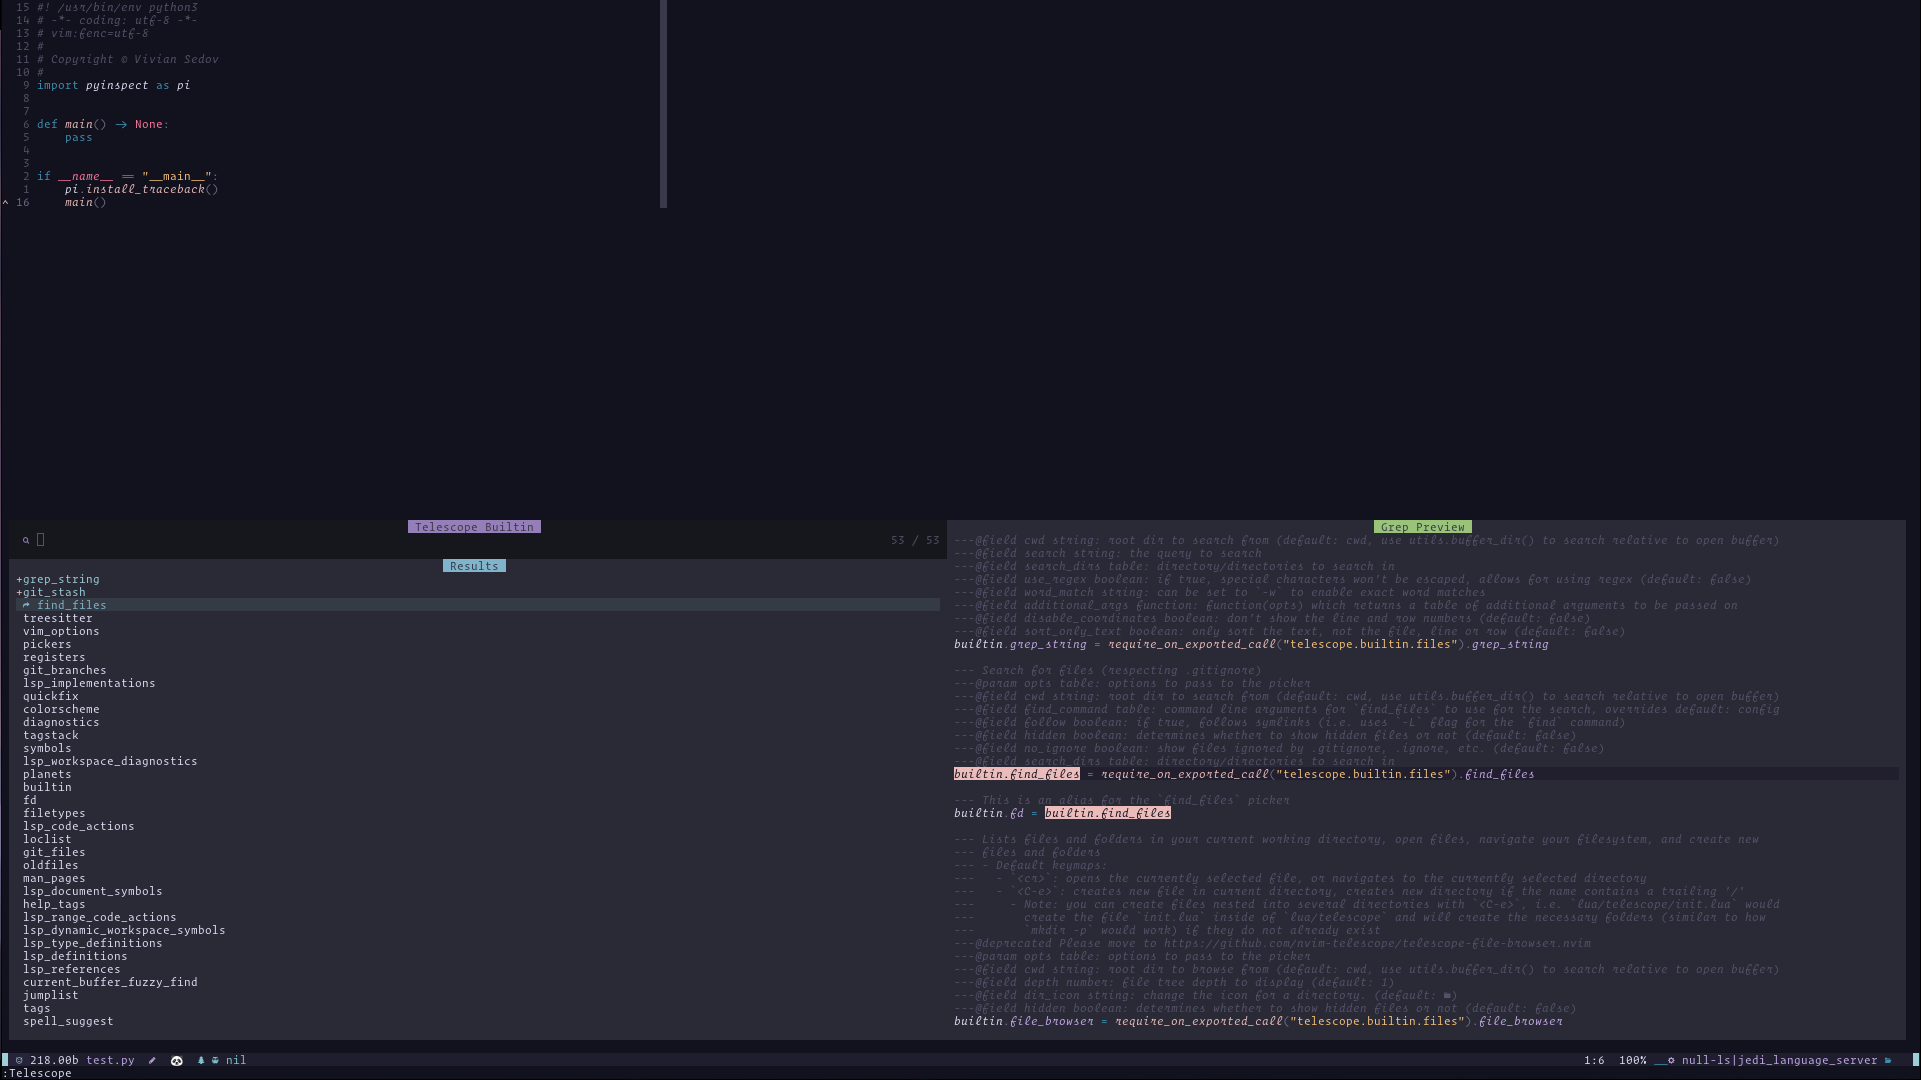 15 #! /usr/bin/env python3
14 # -*- coding: utf-8 -*-
13 # vim:fenc=utf-8
12 #
11 # Copyright © Vivian Sedov
10 #
9 import pyinspect as pi
8
7
6 def main() -> None:
5     pass
4
3
2 if __name__ == "__main__":
1     pi.install_traceback()
^ 16     main()
Telescope Builtin
53 / 53
Results
+grep_string
+git_stash
find_files
treesitter
vim_options
pickers
registers
git_branches
lsp_implementations
quickfix
colorscheme
diagnostics
tagstack
symbols
lsp_workspace_diagnostics
planets
builtin
fd
filetypes
lsp_code_actions
loclist
git_files
oldfiles
man_pages
lsp_document_symbols
help_tags
lsp_range_code_actions
lsp_dynamic_workspace_symbols
lsp_type_definitions
lsp_definitions
lsp_references
current_buffer_fuzzy_find
jumplist
tags
spell_suggest
Grep Preview
---@field cwd string: root dir to search from (default: cwd, use utils.buffer_dir() to search relative to open buffer)
---@field search string: the query to search
---@field search_dirs table: directory/directories to search in
---@field use_regex boolean: if true, special characters won't be escaped, allows for using regex (default: false)
---@field word_match string: can be set to `-w` to enable exact word matches
---@field additional_args function: function(opts) which returns a table of additional arguments to be passed on
---@field disable_coordinates boolean: don't show the line and row numbers (default: false)
---@field sort_only_text boolean: only sort the text, not the file, line or row (default: false)
builtin.grep_string = require_on_exported_call("telescope.builtin.files").grep_string
--- Search for files (respecting .gitignore)
---@param opts table: options to pass to the picker
---@field cwd string: root dir to search from (default: cwd, use utils.buffer_dir() to search relative to open buffer)
---@field find_command table: command line arguments for `find_files` to use for the search, overrides default: config
---@field follow boolean: if true, follows symlinks (i.e. uses `-L` flag for the `find` command)
---@field hidden boolean: determines whether to show hidden files or not (default: false)
---@field no_ignore boolean: show files ignored by .gitignore, .ignore, etc. (default: false)
---@field search_dirs table: directory/directories to search in
builtin.find_files = require_on_exported_call("telescope.builtin.files").find_files
--- This is an alias for the `find_files` picker
builtin.fd = builtin.find_files
--- Lists files and folders in your current working directory, open files, navigate your filesystem, and create new
--- files and folders
--- - Default keymaps:
---   - `<cr>`: opens the currently selected file, or navigates to the currently selected directory
---   - `<C-e>`: creates new file in current directory, creates new directory if the name contains a trailing '/'
---     - Note: you can create files nested into several directories with `<C-e>`, i.e. `lua/telescope/init.lua` would
---       create the file `init.lua` inside of `lua/telescope` and will create the necessary folders (similar to how
---       `mkdir -p` would work) if they do not already exist
---@deprecated Please move to https://github.com/nvim-telescope/telescope-file-browser.nvim
---@param opts table: options to pass to the picker
---@field cwd string: root dir to browse from (default: cwd, use utils.buffer_dir() to search relative to open buffer)
---@field depth number: file tree depth to display (default: 1)
---@field dir_icon string: change the icon for a directory. (default: )
---@field hidden boolean: determines whether to show hidden files or not (default: false)
builtin.file_browser = require_on_exported_call("telescope.builtin.files").file_browser
218.00b test.py nil 1:6 100% __ null-ls|jedi_language_server
:Telescope